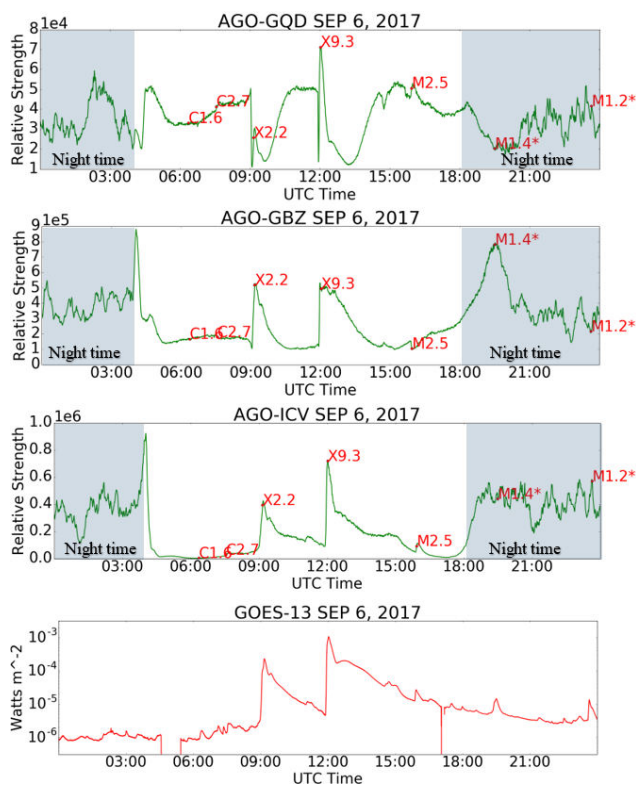 AGO-GQD SEP 6, 2017
8 1e4
7
6
5
4
3
2
1
Relative Strength
X9.3
M2.5
C2.7
C1.6
X2.2
M1.2*
M1.4*
Night time
Night time
03:00 06:00 09:00 12:00 15:00 18:00 21:00
UTC Time
AGO-GBZ SEP 6, 2017
9 1e5
8
7
6
5
4
3
2
1
0
Relative Strength
M1.4*
X2.2
X9.3
C1.6
C2.7
M2.5
M1.2*
Night time
Night time
03:00 06:00 09:00 12:00 15:00 18:00 21:00
UTC Time
AGO-ICV SEP 6, 2017
1.0 1e6
0.8
0.6
0.4
0.2
0.0
Relative Strength
X9.3
X2.2
M1.2*
M1.4*
C1.6
C2.7
M2.5
Night time
Night time
03:00 06:00 09:00 12:00 15:00 18:00 21:00
UTC Time
GOES-13 SEP 6, 2017
10-3
10-4
10-5
10-6
Watts m^-2
03:00 06:00 09:00 12:00 15:00 18:00 21:00
UTC Time